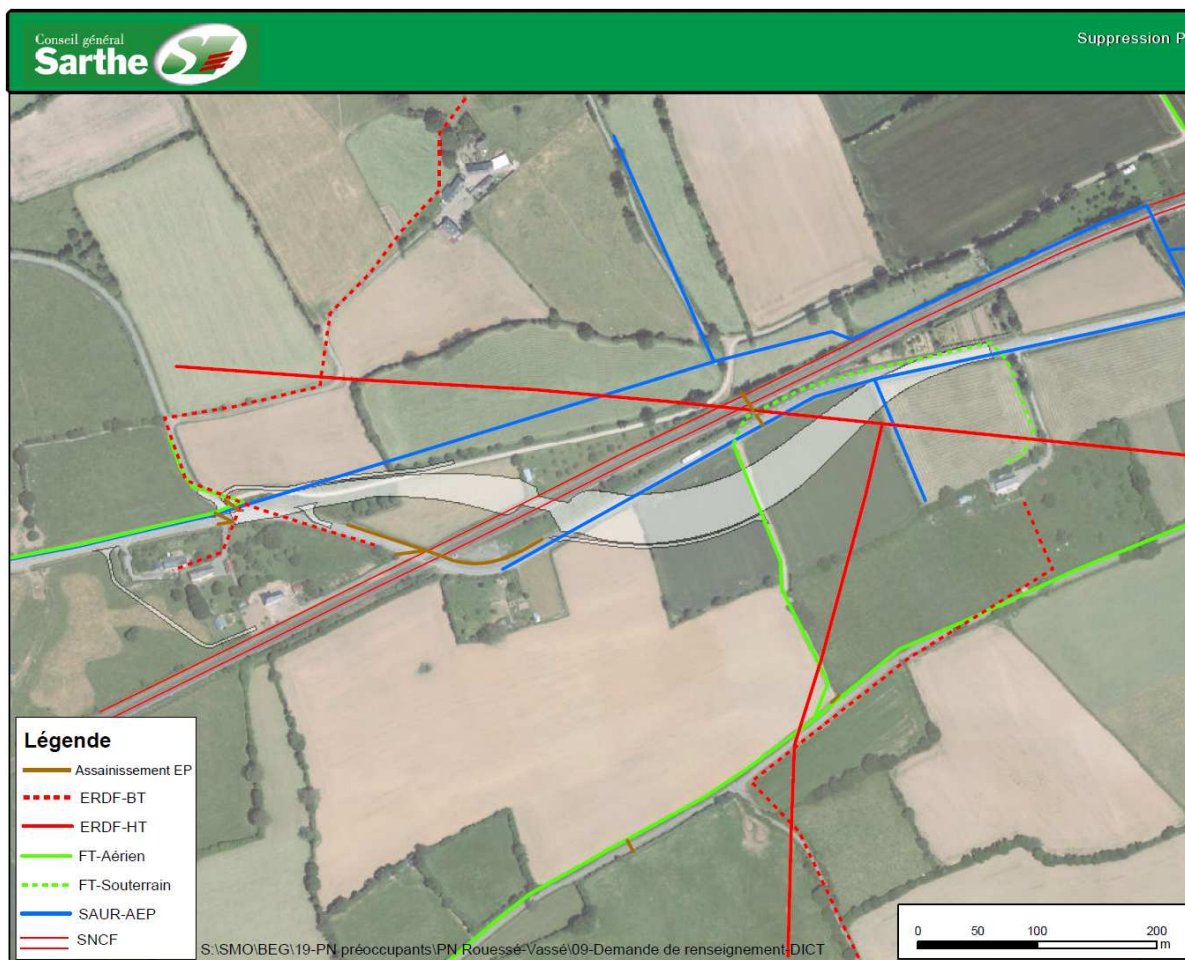 Conseil général
Sarthe
Suppression P
Légende
Assainissement EP
ERDF-BT
ERDF-HT
FT-Aérien
FT-Souterrain
SAUR-AEP
SNCF
S:\SMO\BEG\19-PN préoccupants\PN Rouessé-Vassé\09-Demande de renseignement-DICT
0 50 100 200
m